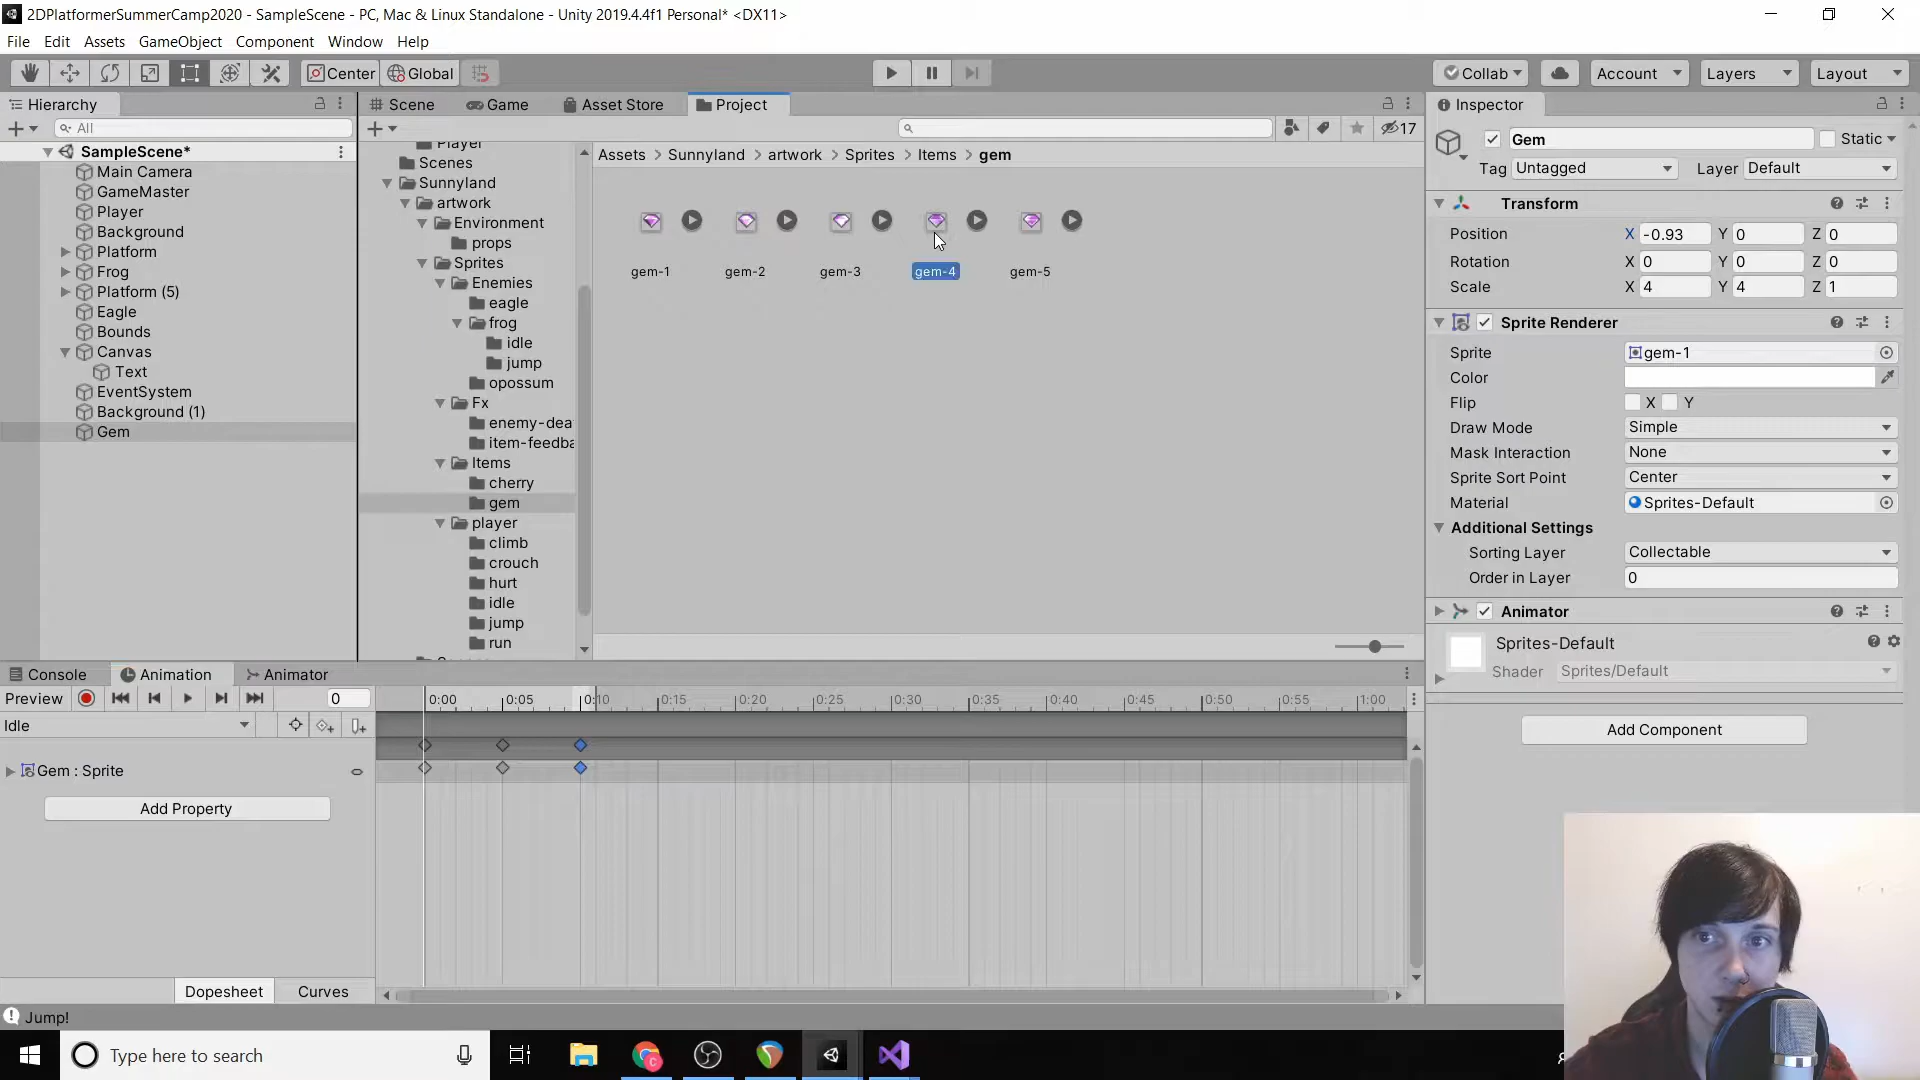 2DPlatformerSummerCamp2020 - SampleScene - PC, Mac & Linux Standalone - Unity 2019.4.4f1 Personal* <DX11>
File Edit Assets GameObject Component Window Help
Center Global Collab Account Layers Layout
Hierarchy
All
SampleScene*
Main Camera
GameMaster
Player
Background
Platform
Frog
Platform (5)
Eagle
Bounds
Canvas
Text
EventSystem
Background (1)
Gem
Scene Game Asset Store Project
17
Player
Scenes
Sunnyland
artwork
Environment
props
Sprites
Enemies
eagle
frog
idle
jump
opossum
Fx
enemy-dea
item-feedba
Items
cherry
gem
player
climb
crouch
hurt
idle
jump
run
Assets > Sunnyland > artwork > Sprites > Items > gem
gem-1 gem-2 gem-3 gem-4 gem-5
Inspector
Gem Static
Tag Untagged Layer Default
Transform
Position X -0.93 Y 0 Z 0
Rotation X 0 Y 0 Z 0
Scale X 4 Y 4 Z 1
Sprite Renderer
Sprite gem-1
Color
Flip X Y
Draw Mode Simple
Mask Interaction None
Sprite Sort Point Center
Material Sprites-Default
Additional Settings
Sorting Layer Collectable
Order in Layer 0
Animator
Sprites-Default
Shader Sprites/Default
Add Component
Console Animation Animator
Preview 0
0:00 0:05 0:10 0:15 0:20 0:25 0:30 0:35 0:40 0:45 0:50 0:55 1:00
Idle
Gem : Sprite
Add Property
Dopesheet Curves
Jump!
Type here to search